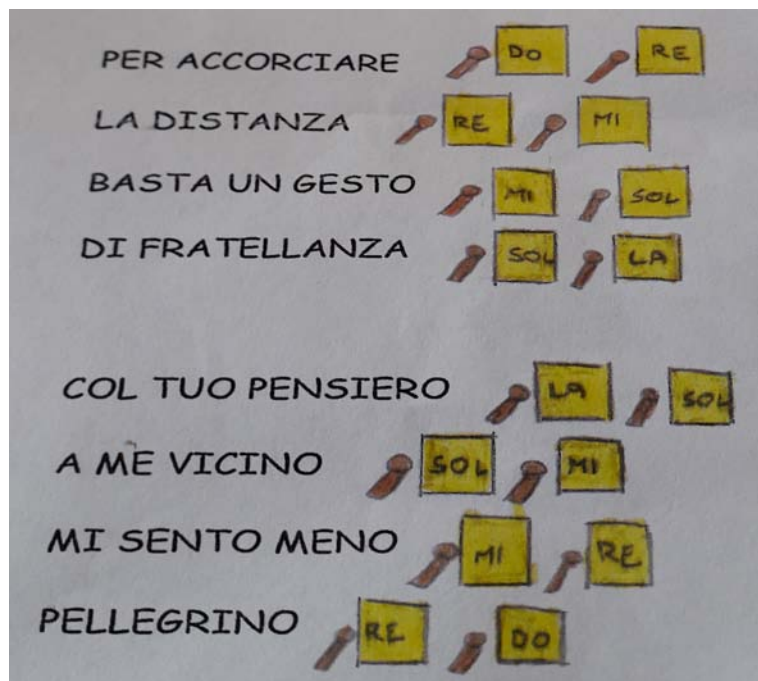 PER ACCORCIARE DO RE
LA DISTANZA RE MI
BASTA UN GESTO MI SOL
DI FRATELLANZA SOL LA
COL TUO PENSIERO LA SOL
A ME VICINO SOL MI
MI SENTO MENO MI RE
PELLEGRINO RE DO